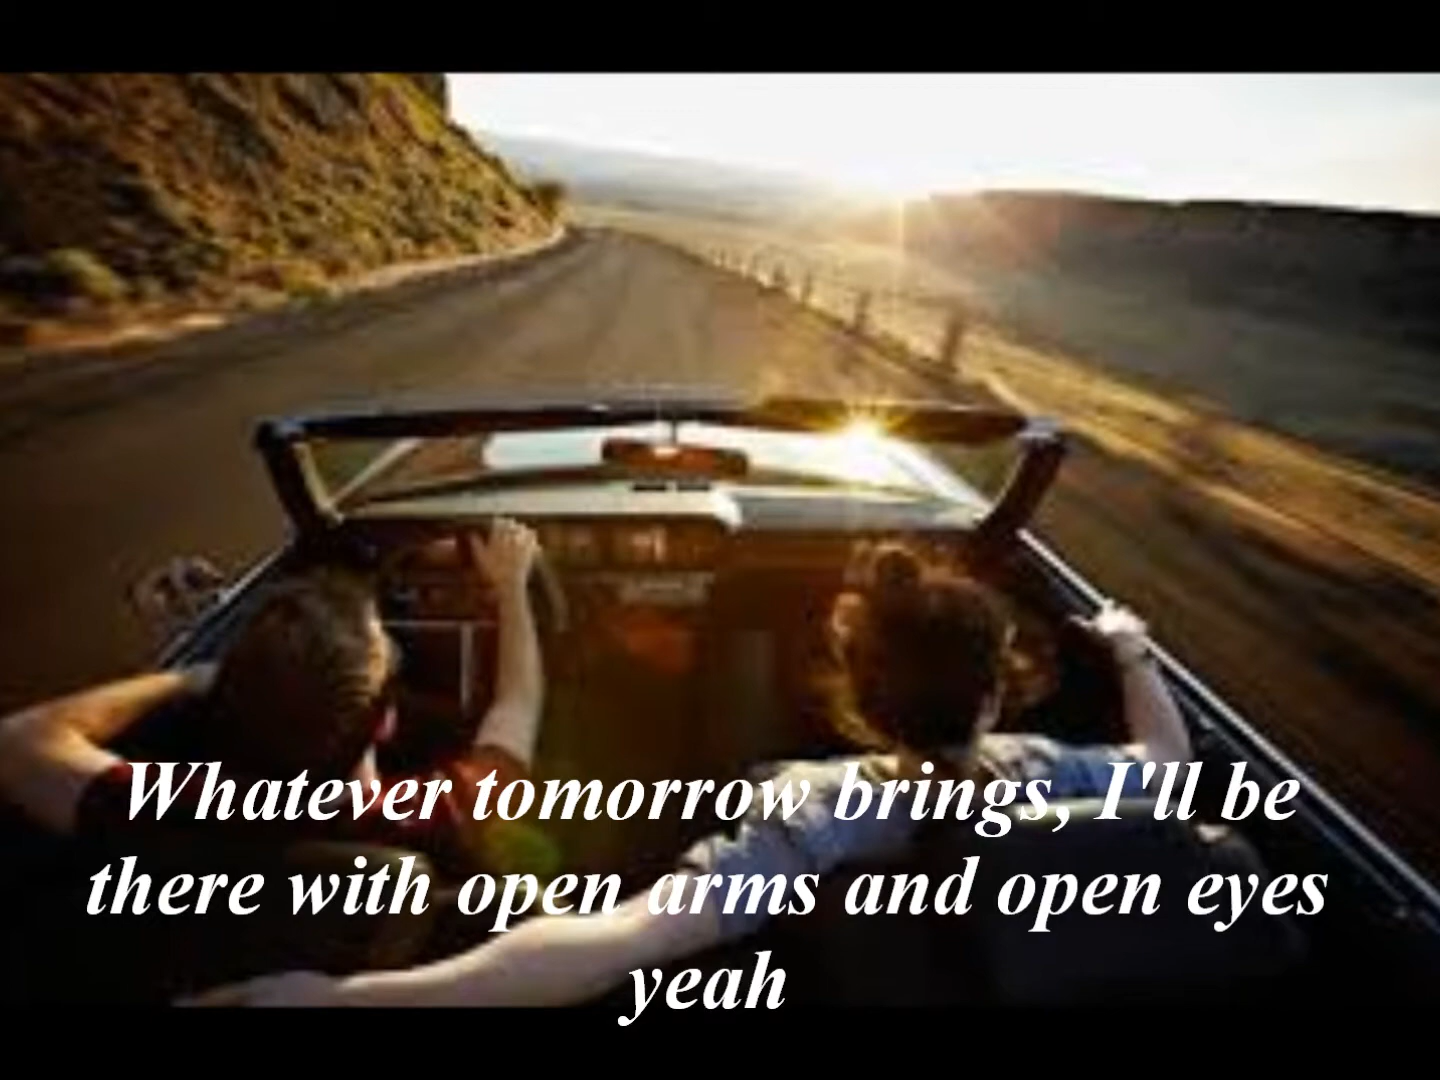 Whatever tomorrow brings, I'll be
there with open arms and open eyes
yeah